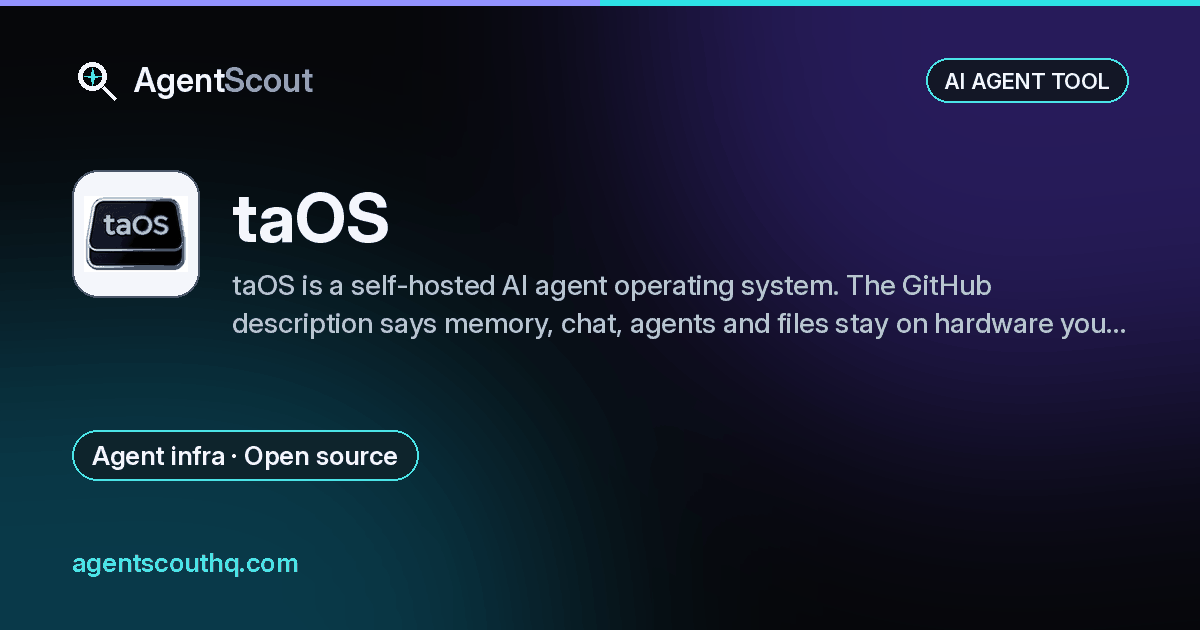 AgentScout
AI AGENT TOOL
taOS
taOS
taOS is a self-hosted AI agent operating system. The GitHub
description says memory, chat, agents and files stay on hardware you...
Agent infra · Open source
agentscouthq.com